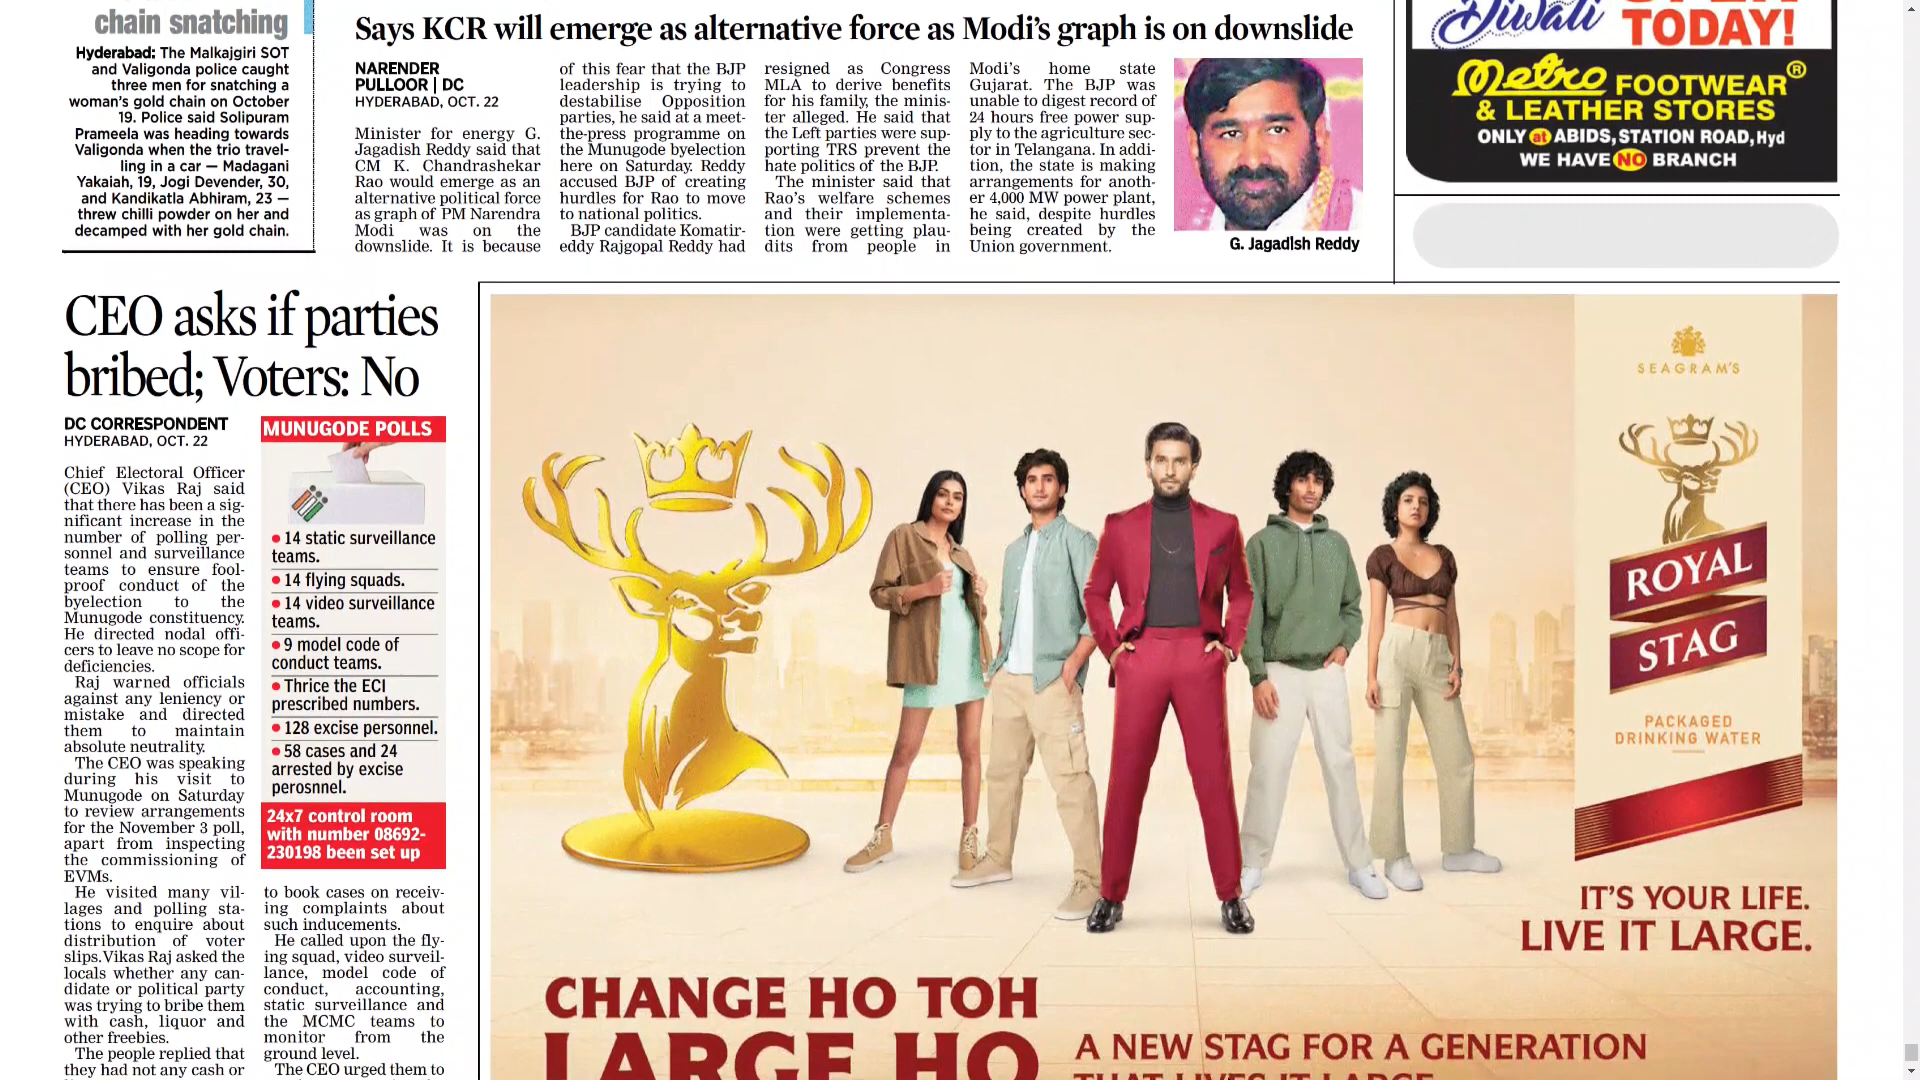 chain snatching
Hyderabad: The Malkajgiri SOT
and Valigonda police caught
three men for snatching a
woman's gold chain on October
19. Police said Solipuram
Prameela was heading towards
Valigonda when the trio travel-
ling in a car — Madagani
Yakaiah, 19, Jogi Devender, 30,
and Kandikatla Abhiram, 23 —
threw chilli powder on her and
decamped with her gold chain.
Says KCR will emerge as alternative force as Modi's graph is on downslide
NARENDER
PULLOOR | DC
HYDERABAD, OCT. 22
Minister for energy G.
Jagadish Reddy said that
CM K. Chandrashekar
Rao would emerge as an
alternative political force
as graph of PM Narendra
Modi was on the
downslide. It is because
of this fear that the BJP
leadership is trying to
destabilise Opposition
parties, he said at a meet-
the-press programme on
the Munugode byelection
here on Saturday. Reddy
accused BJP of creating
hurdles for Rao to move
to national politics.
BJP candidate Komatir-
eddy Rajgopal Reddy had
resigned as Congress
MLA to derive benefits
for his family, the minis-
ter alleged. He said that
the Left parties were sup-
porting TRS prevent the
hate politics of the BJP.
The minister said that
Rao's welfare schemes
and their implementa-
tion were getting plau-
dits from people in
Modi's home state
Gujarat. The BJP was
unable to digest record of
24 hours free power sup-
ply to the agriculture sec-
tor in Telangana. In addi-
tion, the state is making
arrangements for anoth-
er 4,000 MW power plant,
he said, despite hurdles
being created by the
Union government.
G. Jagadish Reddy
Diwali
TODAY!
Metro FOOTWEAR®
& LEATHER STORES
ONLY at ABIDS, STATION ROAD, Hyd
WE HAVE NO BRANCH
CEO asks if parties
bribed; Voters: No
DC CORRESPONDENT
HYDERABAD, OCT. 22
Chief Electoral Officer
(CEO) Vikas Raj said
that there has been a sig-
nificant increase in the
number of polling per-
sonnel and surveillance
teams to ensure fool-
proof conduct of the
byelection to the
Munugode constituency.
He directed nodal offi-
cers to leave no scope for
deficiencies.
Raj warned officials
against any leniency or
mistake and directed
them to maintain
absolute neutrality.
The CEO was speaking
during his visit to
Munugode on Saturday
to review arrangements
for the November 3 poll,
apart from inspecting
the commissioning of
EVMs.
He visited many vil-
lages and polling sta-
tions to enquire about
distribution of voter
slips.Vikas Raj asked the
locals whether any can-
didate or political party
was trying to bribe them
with cash, liquor and
other freebies.
The people replied that
they had not any cash or
MUNUGODE POLLS
• 14 static surveillance
teams.
• 14 flying squads.
• 14 video surveillance
teams.
• 9 model code of
conduct teams.
• Thrice the ECI
prescribed numbers.
• 128 excise personnel.
• 58 cases and 24
arrested by excise
perosnnel.
24x7 control room
with number 08692-
230198 been set up
to book cases on receiv-
ing complaints about
such inducements.
He called upon the fly-
ing squad, video surveil-
lance, model code of
conduct, accounting,
static surveillance and
the MCMC teams to
monitor from the
ground level.
The CEO urged them to
SEAGRAM'S
ROYAL
STAG
PACKAGED
DRINKING WATER
IT'S YOUR LIFE.
LIVE IT LARGE.
CHANGE HO TOH
LARGE HO
A NEW STAG FOR A GENERATION
THAT LIVES IT LARGE